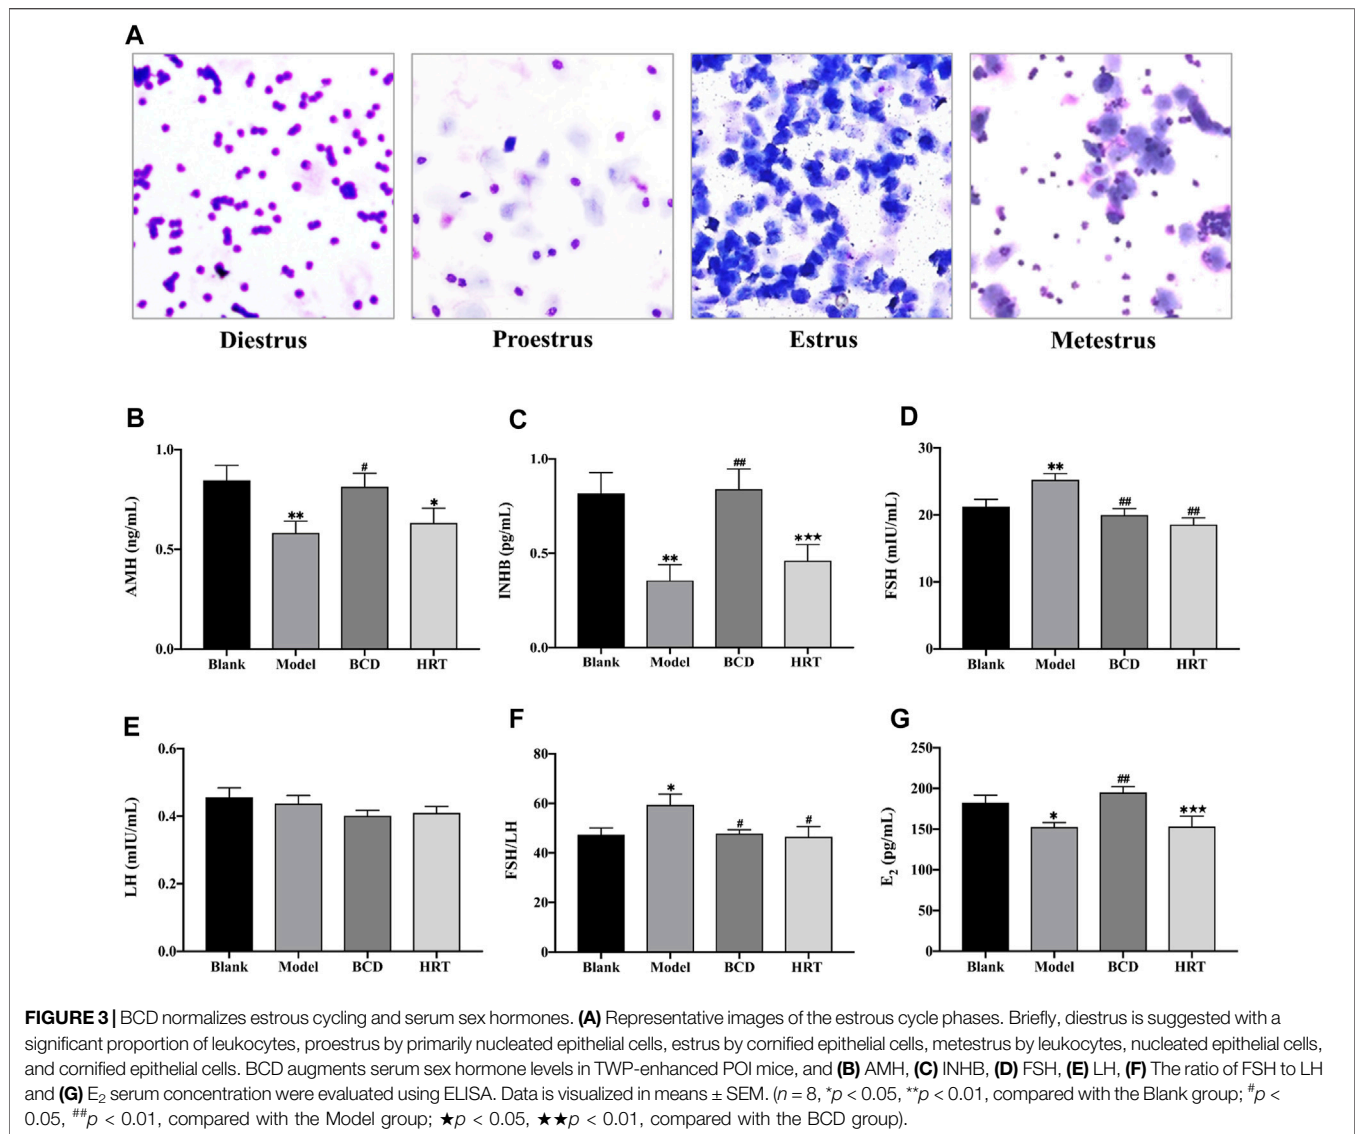 A
Diestrus
Proestrus
Estrus
Metestrus
B
AMH (ng/mL)
1.0
0.5
0.0
**
#
*
Blank
Model
BCD
HRT
C
INHB (pg/mL)
1.0
0.5
0.0
**
##
*★★
Blank
Model
BCD
HRT
D
FSH (mIU/mL)
30
20
10
0
**
##
##
Blank
Model
BCD
HRT
E
LH (mIU/mL)
0.6
0.4
0.2
0.0
Blank
Model
BCD
HRT
F
FSH/LH
80
60
40
20
0
*
#
#
Blank
Model
BCD
HRT
G
E2 (pg/mL)
250
200
150
100
50
0
*
##
*★★
Blank
Model
BCD
HRT
FIGURE 3 | BCD normalizes estrous cycling and serum sex hormones. (A) Representative images of the estrous cycle phases. Briefly, diestrus is suggested with a
significant proportion of leukocytes, proestrus by primarily nucleated epithelial cells, estrus by cornified epithelial cells, metestrus by leukocytes, nucleated epithelial cells,
and cornified epithelial cells. BCD augments serum sex hormone levels in TWP-enhanced POI mice, and (B) AMH, (C) INHB, (D) FSH, (E) LH, (F) The ratio of FSH to LH
and (G) E2 serum concentration were evaluated using ELISA. Data is visualized in means ± SEM. (n = 8, *p < 0.05, **p < 0.01, compared with the Blank group; #p <
0.05, ##p < 0.01, compared with the Model group; ★p < 0.05, ★★p < 0.01, compared with the BCD group).